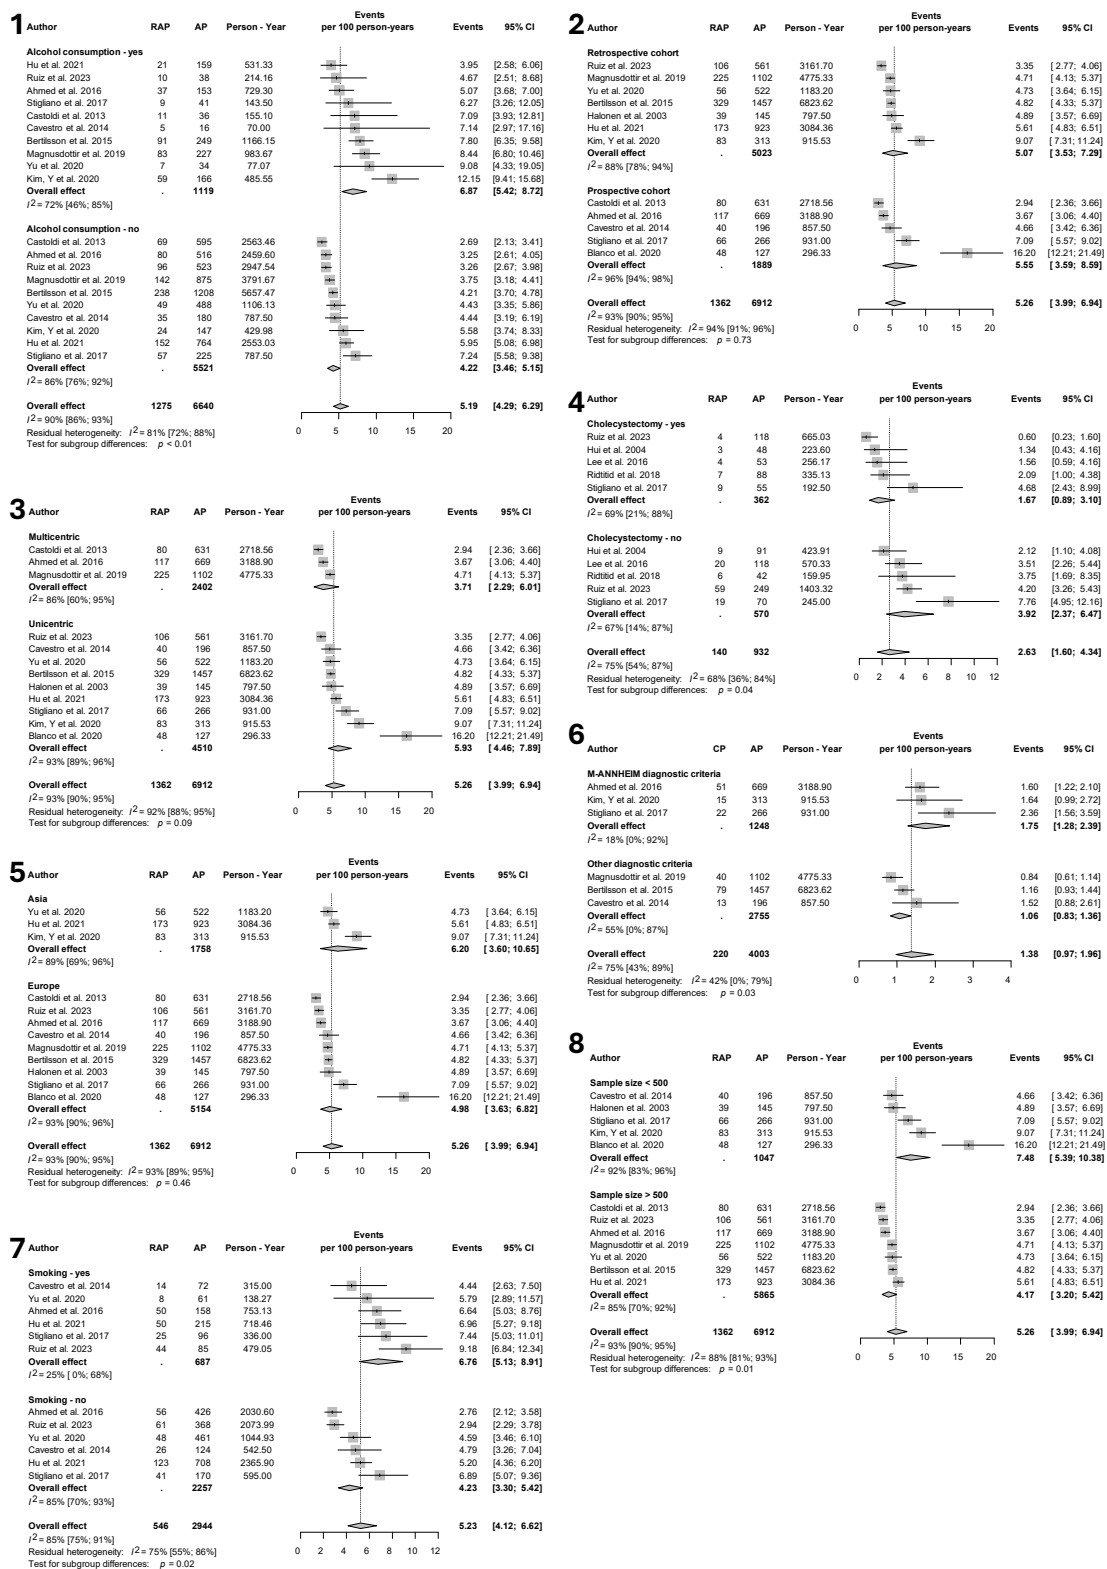 1
Author RAP AP Person - Year Events per 100 person-years Events 95% CI
Alcohol consumption - yes
Hu et al. 2021 21 159 531.33 3.95 [2.58; 6.06]
Ruiz et al. 2023 10 38 214.16 4.67 [2.51; 8.68]
Ahmed et al. 2016 37 153 729.30 5.07 [3.68; 7.00]
Stigliano et al. 2017 9 41 143.50 6.27 [3.26; 12.05]
Castoldi et al. 2013 11 36 155.10 7.09 [3.93; 12.81]
Cavestro et al. 2014 5 16 70.00 7.14 [2.97; 17.16]
Bertilsson et al. 2015 91 249 1166.15 7.80 [6.35; 9.58]
Magnusdottir et al. 2019 83 227 983.67 8.44 [6.80; 10.46]
Yu et al. 2020 7 34 77.07 9.08 [4.33; 19.05]
Kim, Y et al. 2020 59 166 485.55 12.15 [9.41; 15.68]
Overall effect . 1119 6.87 [5.42; 8.72]
I2 = 72% [46%; 85%]
Alcohol consumption - no
Castoldi et al. 2013 69 595 2563.46 2.69 [2.13; 3.41]
Ahmed et al. 2016 80 516 2459.60 3.25 [2.61; 4.05]
Ruiz et al. 2023 96 523 2947.54 3.26 [2.67; 3.98]
Magnusdottir et al. 2019 142 875 3791.67 3.75 [3.18; 4.41]
Bertilsson et al. 2015 238 1208 5657.47 4.21 [3.70; 4.78]
Yu et al. 2020 49 488 1106.13 4.43 [3.35; 5.86]
Cavestro et al. 2014 35 180 787.50 4.44 [3.19; 6.19]
Kim, Y et al. 2020 24 147 429.98 5.58 [3.74; 8.33]
Hu et al. 2021 152 764 2553.03 5.95 [5.08; 6.98]
Stigliano et al. 2017 57 225 787.50 7.24 [5.58; 9.38]
Overall effect . 5521 4.22 [3.46; 5.15]
I2 = 86% [76%; 92%]
Overall effect 1275 6640 5.19 [4.29; 6.29]
I2 = 90% [86%; 93%]
Residual heterogeneity: I2 = 81% [72%; 88%]
Test for subgroup differences: p < 0.01
0 5 10 15 20
2
Author RAP AP Person - Year Events per 100 person-years Events 95% CI
Retrospective cohort
Ruiz et al. 2023 106 561 3161.70 3.35 [ 2.77; 4.06]
Magnusdottir et al. 2019 225 1102 4775.33 4.71 [ 4.13; 5.37]
Yu et al. 2020 56 522 1183.20 4.73 [ 3.64; 6.15]
Bertilsson et al. 2015 329 1457 6823.62 4.82 [ 4.33; 5.37]
Halonen et al. 2003 39 145 797.50 4.89 [ 3.57; 6.69]
Hu et al. 2021 173 923 3084.36 5.61 [ 4.83; 6.51]
Kim, Y et al. 2020 83 313 915.53 9.07 [ 7.31; 11.24]
Overall effect . 5023 5.07 [ 3.53; 7.29]
I2 = 88% [78%; 94%]
Prospective cohort
Castoldi et al. 2013 80 631 2718.56 2.94 [ 2.36; 3.66]
Ahmed et al. 2016 117 669 3188.90 3.67 [ 3.06; 4.40]
Cavestro et al. 2014 40 196 857.50 4.66 [ 3.42; 6.36]
Stigliano et al. 2017 66 266 931.00 7.09 [ 5.57; 9.02]
Blanco et al. 2020 48 127 296.33 16.20 [12.21; 21.49]
Overall effect . 1889 5.55 [ 3.59; 8.59]
I2 = 96% [94%; 98%]
Overall effect 1362 6912 5.26 [ 3.99; 6.94]
I2 = 93% [90%; 95%]
Residual heterogeneity: I2 = 94% [91%; 96%]
Test for subgroup differences: p = 0.73
0 5 10 15 20
3
Author RAP AP Person - Year Events per 100 person-years Events 95% CI
Multicentric
Castoldi et al. 2013 80 631 2718.56 2.94 [ 2.36; 3.66]
Ahmed et al. 2016 117 669 3188.90 3.67 [ 3.06; 4.40]
Magnusdottir et al. 2019 225 1102 4775.33 4.71 [ 4.13; 5.37]
Overall effect . 2402 3.71 [ 2.29; 6.01]
I2 = 86% [60%; 95%]
Unicentric
Ruiz et al. 2023 106 561 3161.70 3.35 [ 2.77; 4.06]
Cavestro et al. 2014 40 196 857.50 4.66 [ 3.42; 6.36]
Yu et al. 2020 56 522 1183.20 4.73 [ 3.64; 6.15]
Bertilsson et al. 2015 329 1457 6823.62 4.82 [ 4.33; 5.37]
Halonen et al. 2003 39 145 797.50 4.89 [ 3.57; 6.69]
Hu et al. 2021 173 923 3084.36 5.61 [ 4.83; 6.51]
Stigliano et al. 2017 66 266 931.00 7.09 [ 5.57; 9.02]
Kim, Y et al. 2020 83 313 915.53 9.07 [ 7.31; 11.24]
Blanco et al. 2020 48 127 296.33 16.20 [12.21; 21.49]
Overall effect . 4510 5.93 [ 4.46; 7.89]
I2 = 93% [89%; 96%]
Overall effect 1362 6912 5.26 [ 3.99; 6.94]
I2 = 93% [90%; 95%]
Residual heterogeneity: I2 = 92% [88%; 95%]
Test for subgroup differences: p = 0.09
0 5 10 15 20
4
Author RAP AP Person - Year Events per 100 person-years Events 95% CI
Cholecystectomy - yes
Ruiz et al. 2023 4 118 665.03 0.60 [0.23; 1.60]
Hui et al. 2004 3 48 223.60 1.34 [0.43; 4.16]
Lee et al. 2016 4 53 256.17 1.56 [0.59; 4.16]
Ridtitid et al. 2018 7 88 335.13 2.09 [1.00; 4.38]
Stigliano et al. 2017 9 55 192.50 4.68 [2.43; 8.99]
Overall effect . 362 1.67 [0.89; 3.10]
I2 = 69% [21%; 88%]
Cholecystectomy - no
Hui et al. 2004 9 91 423.91 2.12 [1.10; 4.08]
Lee et al. 2016 20 118 570.33 3.51 [2.26; 5.44]
Ridtitid et al. 2018 6 42 159.95 3.75 [1.69; 8.35]
Ruiz et al. 2023 59 249 1403.32 4.20 [3.26; 5.43]
Stigliano et al. 2017 19 70 245.00 7.76 [4.95; 12.16]
Overall effect . 570 3.92 [2.37; 6.47]
I2 = 67% [14%; 87%]
Overall effect 140 932 2.63 [1.60; 4.34]
I2 = 75% [54%; 87%]
Residual heterogeneity: I2 = 68% [36%; 84%]
Test for subgroup differences: p = 0.04
2 4 6 8 10 12
5
Author RAP AP Person - Year Events per 100 person-years Events 95% CI
Asia
Yu et al. 2020 56 522 1183.20 4.73 [ 3.64; 6.15]
Hu et al. 2021 173 923 3084.36 5.61 [ 4.83; 6.51]
Kim, Y et al. 2020 83 313 915.53 9.07 [ 7.31; 11.24]
Overall effect . 1758 6.20 [ 3.60; 10.65]
I2 = 89% [69%; 96%]
Europe
Castoldi et al. 2013 80 631 2718.56 2.94 [ 2.36; 3.66]
Ruiz et al. 2023 106 561 3161.70 3.35 [ 2.77; 4.06]
Ahmed et al. 2016 117 669 3188.90 3.67 [ 3.06; 4.40]
Cavestro et al. 2014 40 196 857.50 4.66 [ 3.42; 6.36]
Magnusdottir et al. 2019 225 1102 4775.33 4.71 [ 4.13; 5.37]
Bertilsson et al. 2015 329 1457 6823.62 4.82 [ 4.33; 5.37]
Halonen et al. 2003 39 145 797.50 4.89 [ 3.57; 6.69]
Stigliano et al. 2017 66 266 931.00 7.09 [ 5.57; 9.02]
Blanco et al. 2020 48 127 296.33 16.20 [12.21; 21.49]
Overall effect . 5154 4.98 [ 3.63; 6.82]
I2 = 93% [90%; 96%]
Overall effect 1362 6912 5.26 [ 3.99; 6.94]
I2 = 93% [90%; 95%]
Residual heterogeneity: I2 = 93% [89%; 95%]
Test for subgroup differences: p = 0.46
0 5 10 15 20
6
Author CP AP Person - Year Events per 100 person-years Events 95% CI
M-ANNHEIM diagnostic criteria
Ahmed et al. 2016 51 669 3188.90 1.60 [1.22; 2.10]
Kim, Y et al. 2020 15 313 915.53 1.64 [0.99; 2.72]
Stigliano et al. 2017 22 266 931.00 2.36 [1.56; 3.59]
Overall effect . 1248 1.75 [1.28; 2.39]
I2 = 18% [0%; 92%]
Other diagnostic criteria
Magnusdottir et al. 2019 40 1102 4775.33 0.84 [0.61; 1.14]
Bertilsson et al. 2015 79 1457 6823.62 1.16 [0.93; 1.44]
Cavestro et al. 2014 13 196 857.50 1.52 [0.88; 2.61]
Overall effect . 2755 1.06 [0.83; 1.36]
I2 = 55% [0%; 87%]
Overall effect 220 4003 1.38 [0.97; 1.96]
I2 = 75% [43%; 89%]
Residual heterogeneity: I2 = 42% [0%; 79%]
Test for subgroup differences: p = 0.03
0 1 2 3 4
7
Author RAP AP Person - Year Events per 100 person-years Events 95% CI
Smoking - yes
Cavestro et al. 2014 14 72 315.00 4.44 [2.63; 7.50]
Yu et al. 2020 8 61 138.27 5.79 [2.89; 11.57]
Ahmed et al. 2016 50 158 753.13 6.64 [5.03; 8.76]
Hu et al. 2021 50 215 718.46 6.96 [5.27; 9.18]
Stigliano et al. 2017 25 96 336.00 7.44 [5.03; 11.01]
Ruiz et al. 2023 44 85 479.05 9.18 [6.84; 12.34]
Overall effect . 687 6.76 [5.13; 8.91]
I2 = 25% [ 0%; 68%]
Smoking - no
Ahmed et al. 2016 56 426 2030.60 2.76 [2.12; 3.58]
Ruiz et al. 2023 61 368 2073.99 2.94 [2.29; 3.78]
Yu et al. 2020 48 461 1044.93 4.59 [3.46; 6.10]
Cavestro et al. 2014 26 124 542.50 4.79 [3.26; 7.04]
Hu et al. 2021 123 708 2365.90 5.20 [4.36; 6.20]
Stigliano et al. 2017 41 170 595.00 6.89 [5.07; 9.36]
Overall effect . 2257 4.23 [3.30; 5.42]
I2 = 85% [70%; 93%]
Overall effect 546 2944 5.23 [4.12; 6.62]
I2 = 85% [75%; 91%]
Residual heterogeneity: I2 = 75% [55%; 86%]
Test for subgroup differences: p = 0.02
0 2 4 6 8 10 12
8
Author RAP AP Person - Year Events per 100 person-years Events 95% CI
Sample size < 500
Cavestro et al. 2014 40 196 857.50 4.66 [ 3.42; 6.36]
Halonen et al. 2003 39 145 797.50 4.89 [ 3.57; 6.69]
Stigliano et al. 2017 66 266 931.00 7.09 [ 5.57; 9.02]
Kim, Y et al. 2020 83 313 915.53 9.07 [ 7.31; 11.24]
Blanco et al. 2020 48 127 296.33 16.20 [12.21; 21.49]
Overall effect . 1047 7.48 [ 5.39; 10.38]
I2 = 92% [83%; 96%]
Sample size > 500
Castoldi et al. 2013 80 631 2718.56 2.94 [ 2.36; 3.66]
Ruiz et al. 2023 106 561 3161.70 3.35 [ 2.77; 4.06]
Ahmed et al. 2016 117 669 3188.90 3.67 [ 3.06; 4.40]
Magnusdottir et al. 2019 225 1102 4775.33 4.71 [ 4.13; 5.37]
Yu et al. 2020 56 522 1183.20 4.73 [ 3.64; 6.15]
Bertilsson et al. 2015 329 1457 6823.62 4.82 [ 4.33; 5.37]
Hu et al. 2021 173 923 3084.36 5.61 [ 4.83; 6.51]
Overall effect . 5865 4.17 [ 3.20; 5.42]
I2 = 85% [70%; 92%]
Overall effect 1362 6912 5.26 [ 3.99; 6.94]
I2 = 93% [90%; 95%]
Residual heterogeneity: I2 = 88% [81%; 93%]
Test for subgroup differences: p = 0.01
0 5 10 15 20